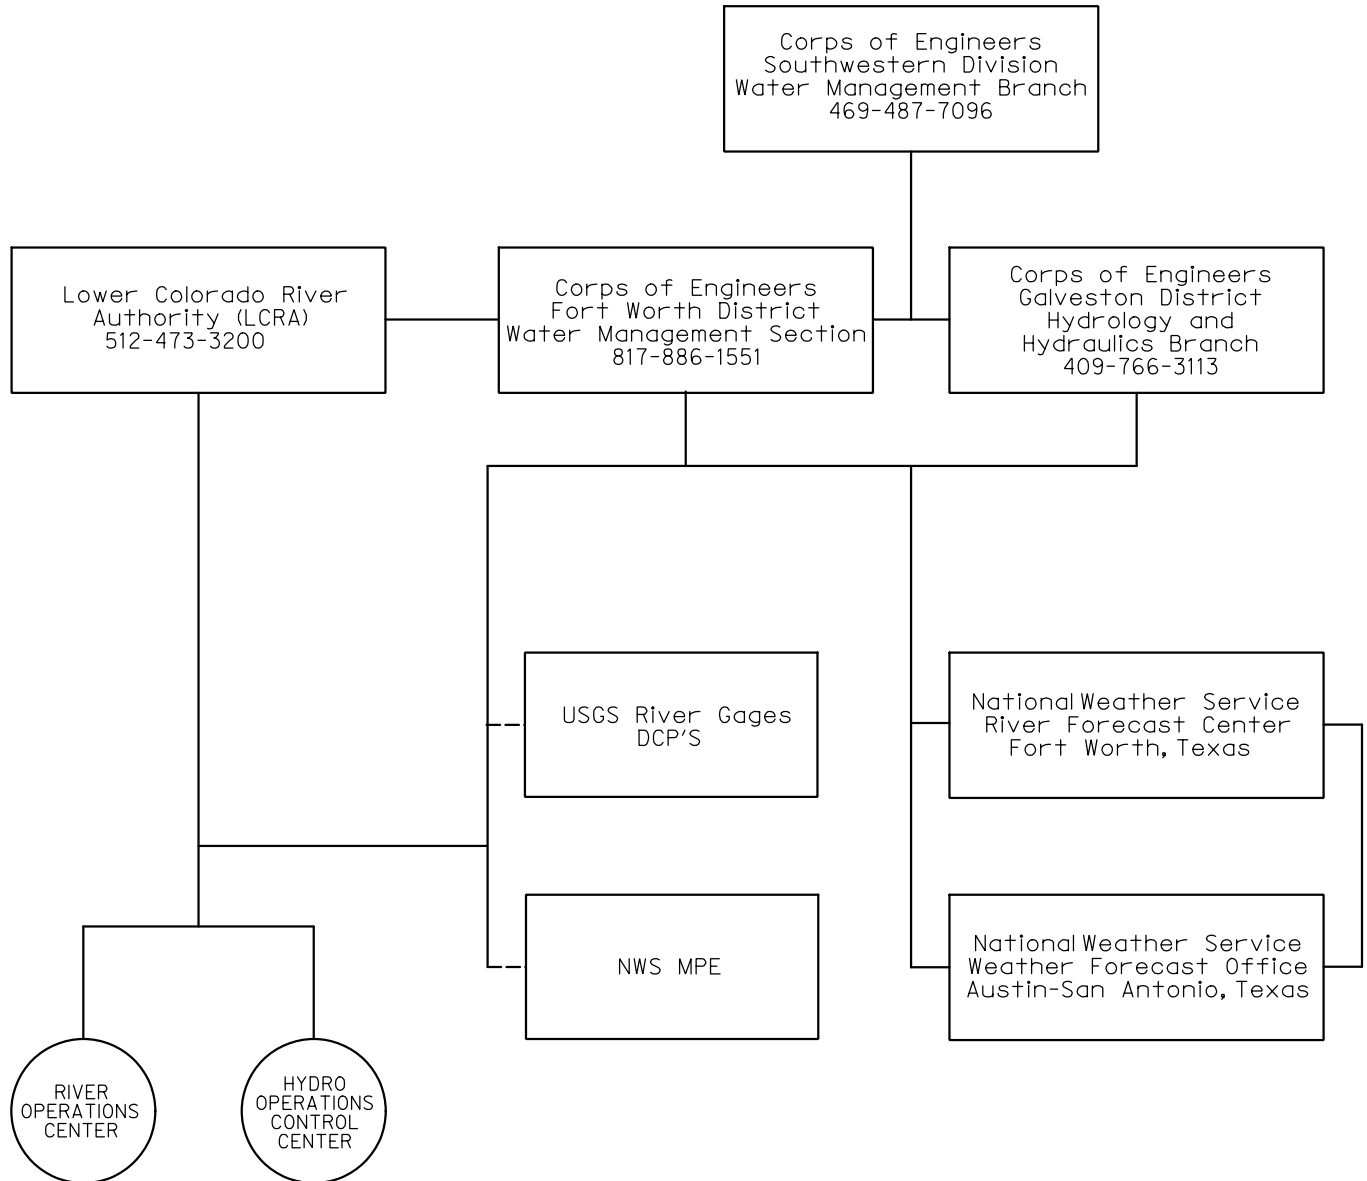 Corps of Engineers
Southwestern Division
Water Management Branch
469-487-7096
Lower Colorado River
Authority (LCRA)
512-473-3200
Corps of Engineers
Fort Worth District
Water Management Section
817-886-1551
Corps of Engineers
Galveston District
Hydrology and
Hydraulics Branch
409-766-3113
USGS River Gages
DCP'S
National Weather Service
River Forecast Center
Fort Worth, Texas
NWS MPE
National Weather Service
Weather Forecast Office
Austin-San Antonio, Texas
RIVER
OPERATIONS
CENTER
HYDRO
OPERATIONS
CONTROL
CENTER